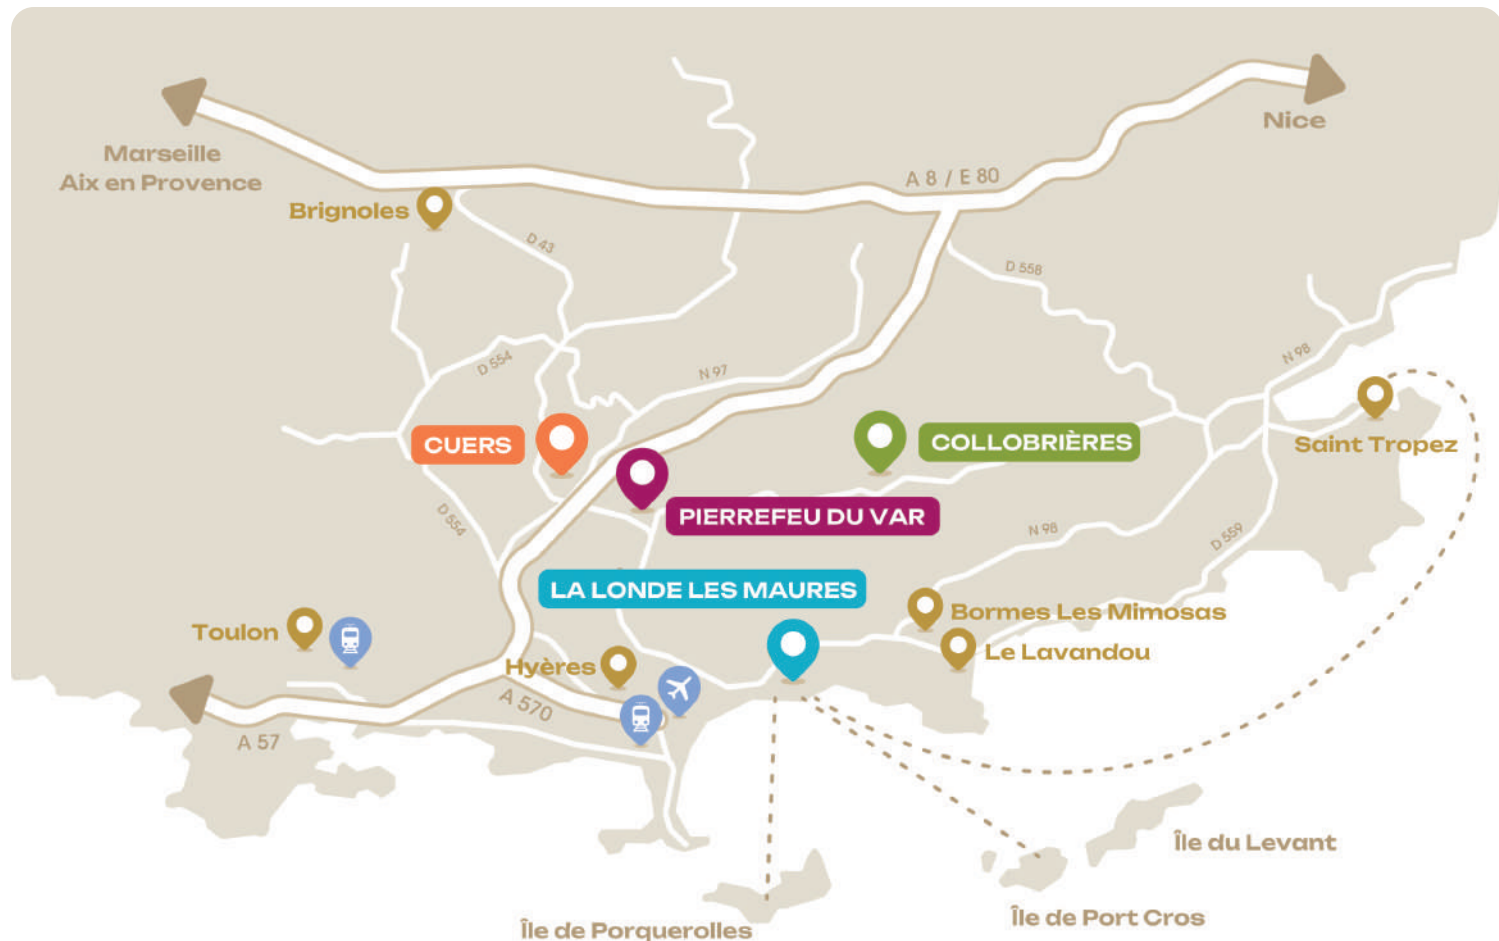 Marseille
Aix en Provence
Nice
A 8 / E 80
Brignoles
D 43
D 558
D 554
N 97
N 98
CUERS
COLLOBRIÈRES
Saint Tropez
PIERREFEU DU VAR
D 554
N 98
D 559
LA LONDE LES MAURES
Bormes Les Mimosas
Toulon
Le Lavandou
Hyères
A 570
A 57
Île du Levant
Île de Port Cros
Île de Porquerolles